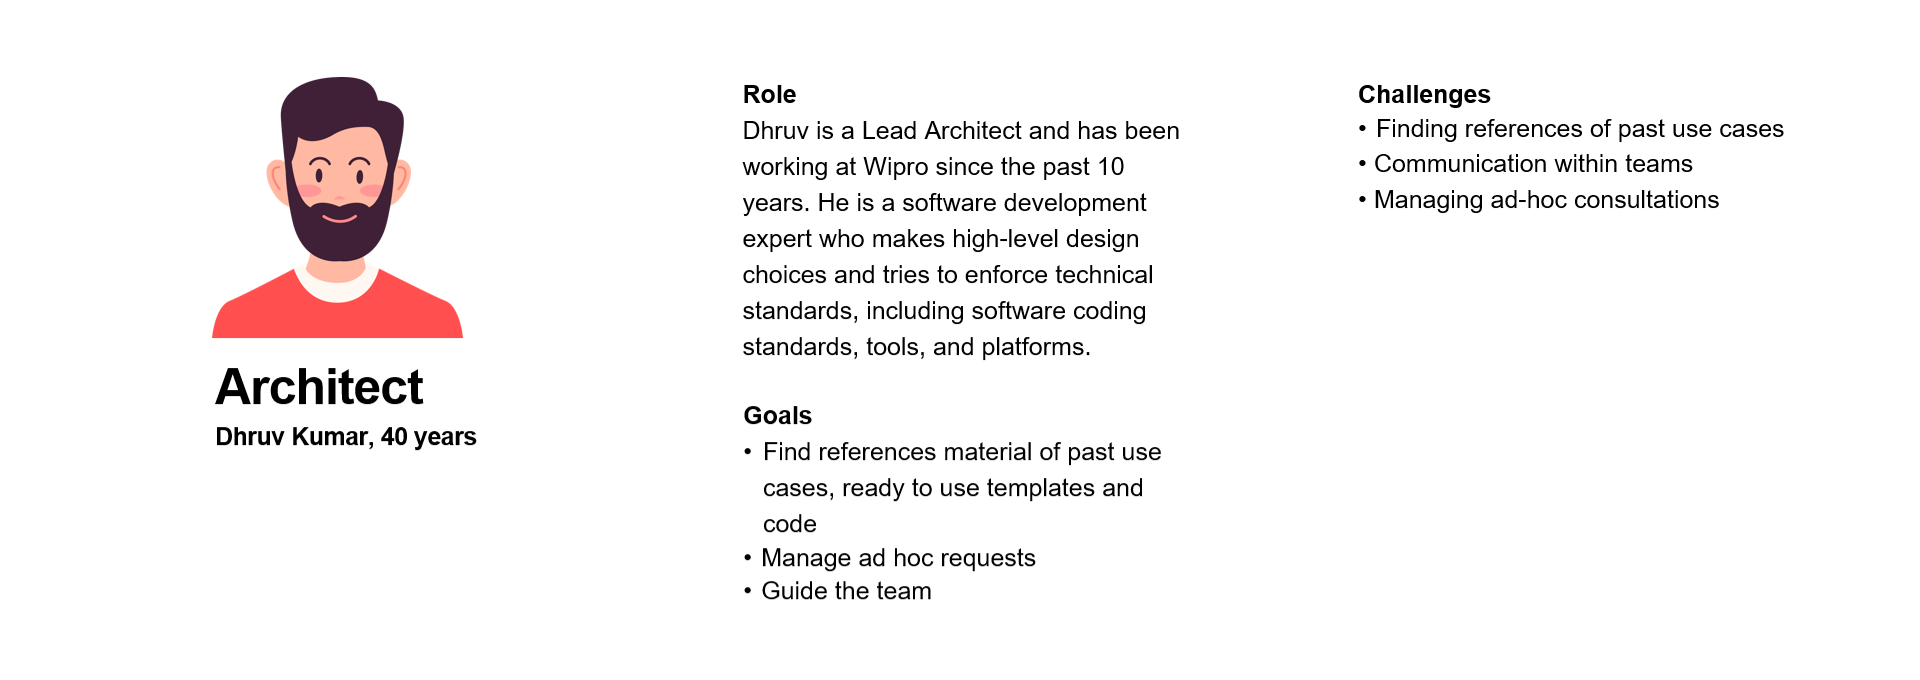 Architect
Dhruv Kumar, 40 years
Role
Dhruv is a Lead Architect and has been
working at Wipro since the past 10
years. He is a software development
expert who makes high-level design
choices and tries to enforce technical
standards, including software coding
standards, tools, and platforms.
Goals
• Find references material of past use
cases, ready to use templates and
code
• Manage ad hoc requests
• Guide the team
Challenges
• Finding references of past use cases
• Communication within teams
• Managing ad-hoc consultations